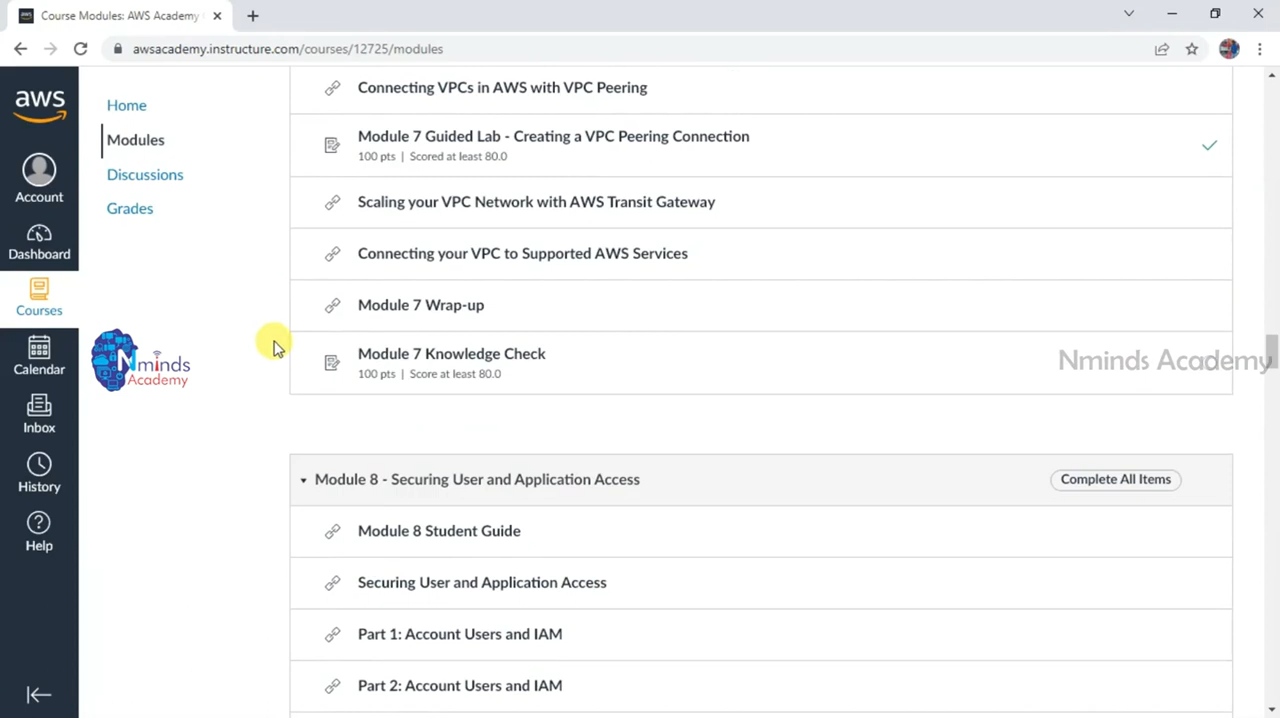 Course Modules: AWS Academy
awsacademy.instructure.com/courses/12725/modules
aws
Account
Dashboard
Courses
Calendar
Inbox
History
Help
Home
Modules
Discussions
Grades
Nminds
Academy
Connecting VPCs in AWS with VPC Peering
Module 7 Guided Lab - Creating a VPC Peering Connection
100 pts | Scored at least 80.0
Scaling your VPC Network with AWS Transit Gateway
Connecting your VPC to Supported AWS Services
Module 7 Wrap-up
Module 7 Knowledge Check
100 pts | Score at least 80.0
Nminds Academy
Module 8 - Securing User and Application Access
Complete All Items
Module 8 Student Guide
Securing User and Application Access
Part 1: Account Users and IAM
Part 2: Account Users and IAM